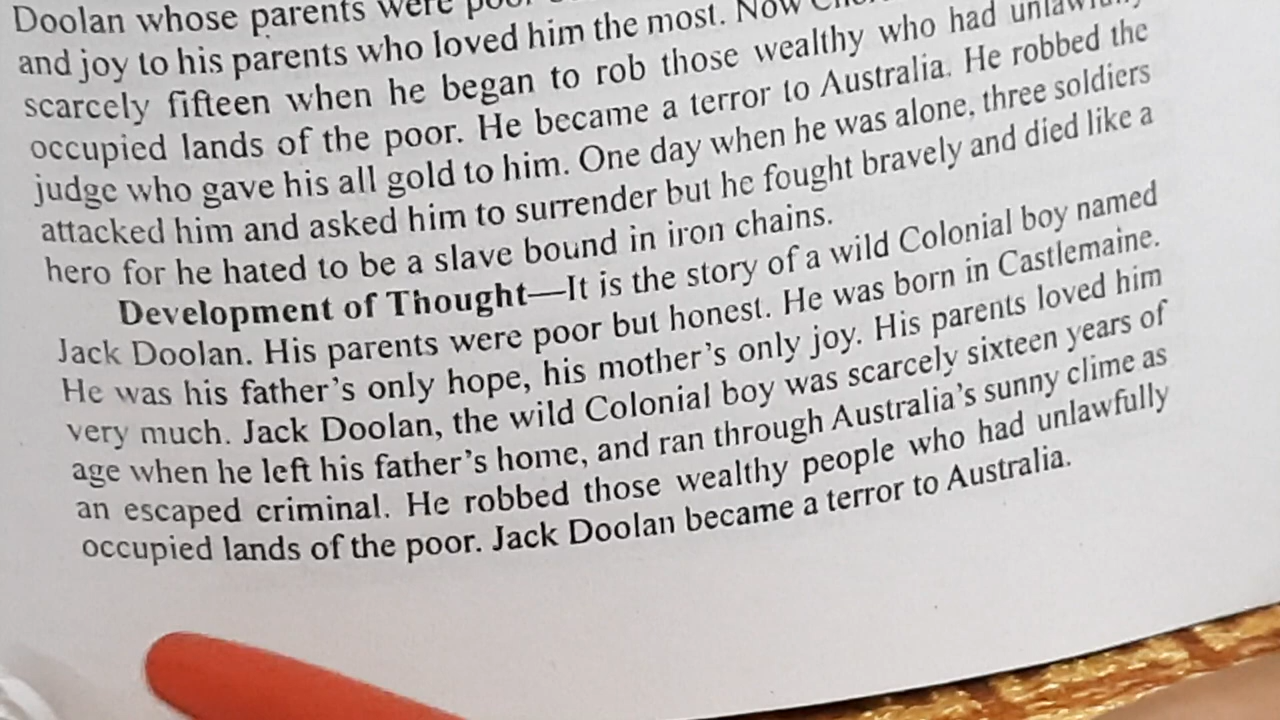 Doolan whose parents were
and joy to his parents who loved him the most. Now
scarcely fifteen when he began to rob those wealthy who had
occupied lands of the poor. He became a terror to Australia. He robbed the
judge who gave his all gold to him. One day when he was alone, three soldiers
attacked him and asked him to surrender but he fought bravely and died like a
hero for he hated to be a slave bound in iron chains.
Development of Thought—It is the story of a wild Colonial boy named
Jack Doolan. His parents were poor but honest. He was born in Castlemaine.
He was his father's only hope, his mother's only joy. His parents loved him
very much. Jack Doolan, the wild Colonial boy was scarcely sixteen years of
age when he left his father's home, and ran through Australia's sunny clime as
an escaped criminal. He robbed those wealthy people who had unlawfully
occupied lands of the poor. Jack Doolan became a terror to Australia.